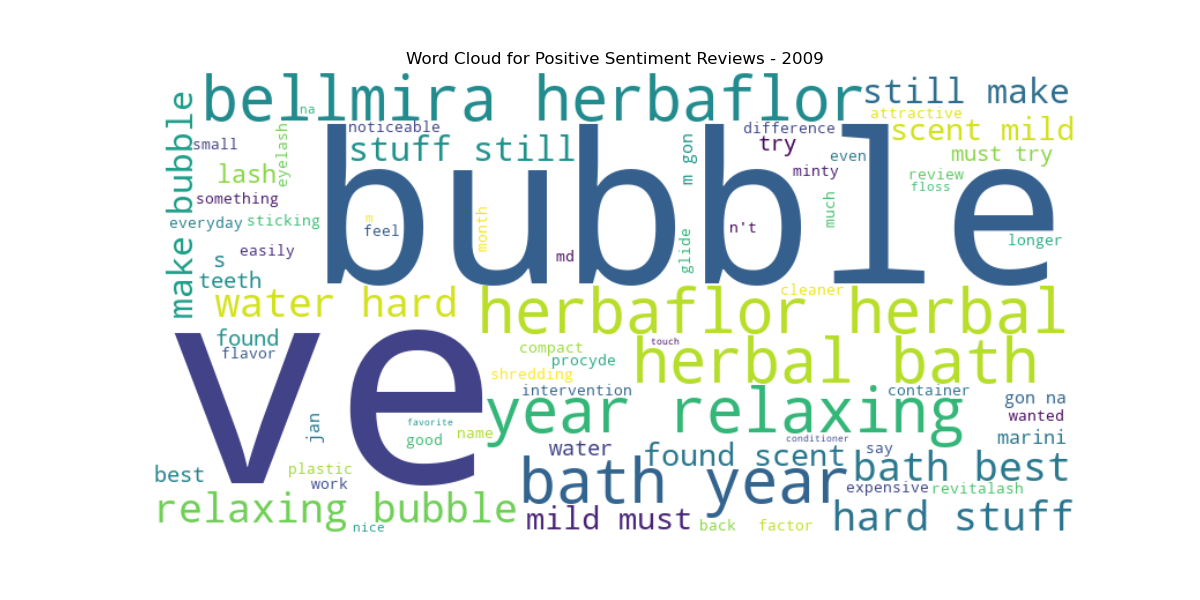 Word Cloud for Positive Sentiment Reviews - 2009
bellmira herbaflor
still make
na
attractive
make bubble
small
eyelash
noticeable
stuff still
m gon
difference
try
scent mild
must try
even
minty
review
floss
lash
bubble
something
everyday
sticking
m
feel
month
n't
much
longer
easily
s
md
glide
teeth
water hard
cleaner
herbaflor herbal
ve
found
flavor
compact
procyde
touch
herbal bath
shredding
intervention
container
gon na
year relaxing
wanted
jan
favorite
good
name
conditioner
marini
water
found scent
say
bath best
best
plastic
work
bath year
expensive
revitalash
relaxing bubble
nice
mild must
back
factor
hard stuff